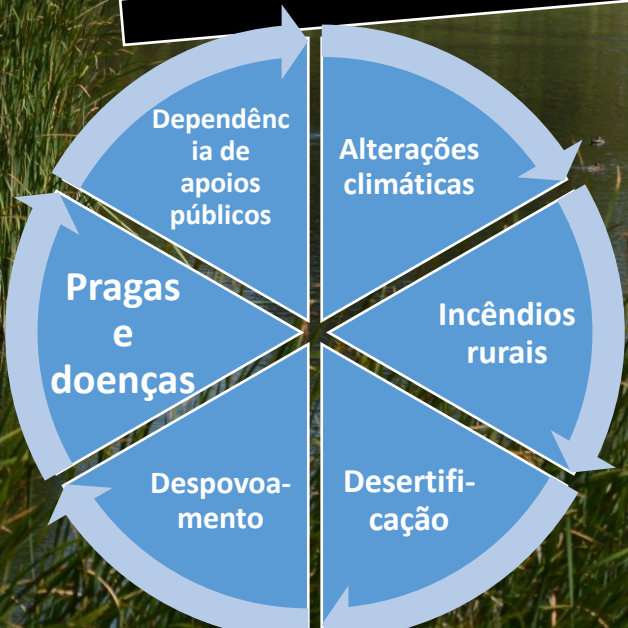 Dependênc
ia de
apoios
públicos
Alterações
climáticas
Pragas
e
doenças
Incêndios
rurais
Despovoa-
mento
Desertifi-
cação